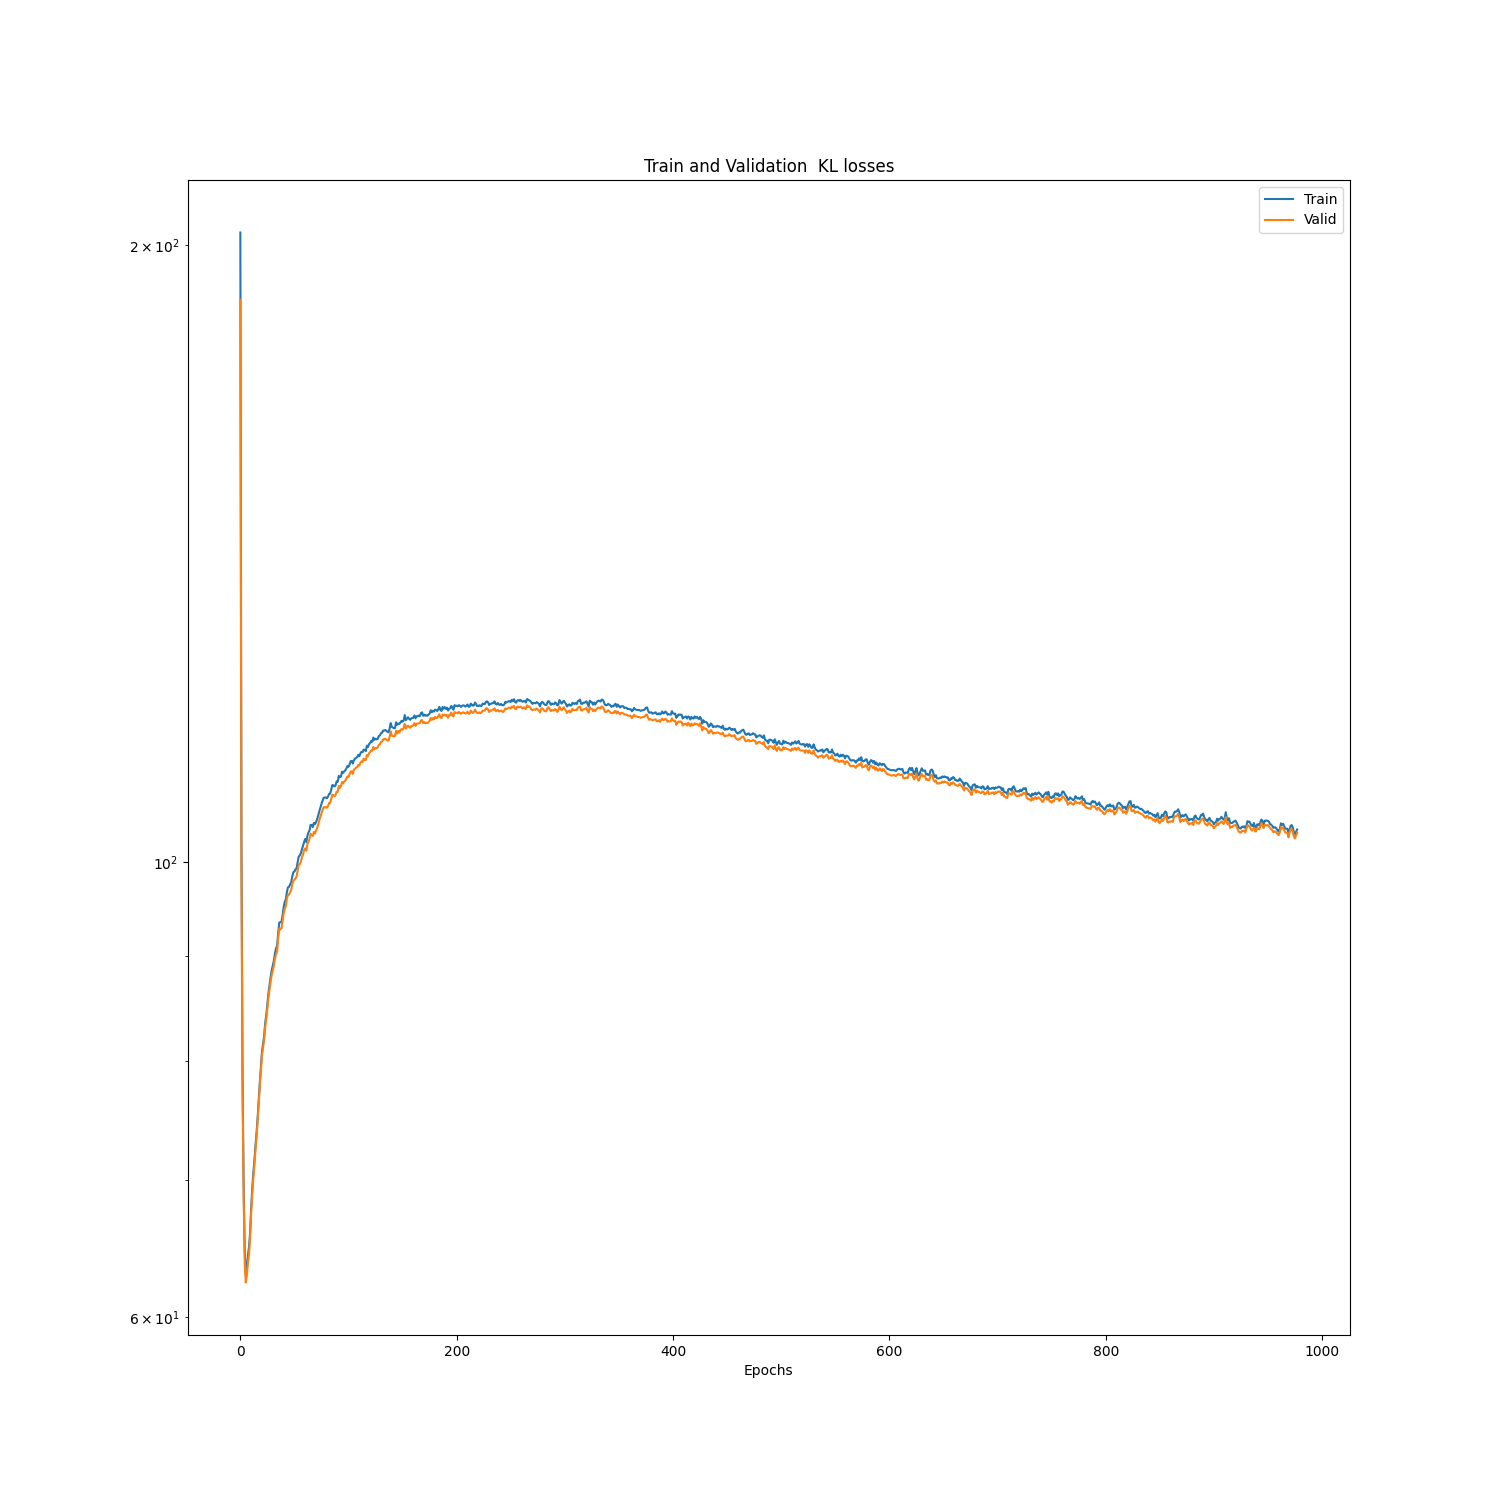 Train and Validation  KL losses
Train
Valid
2 × 10²
10²
6 × 10¹
0 200 400 600 800 1000
Epochs